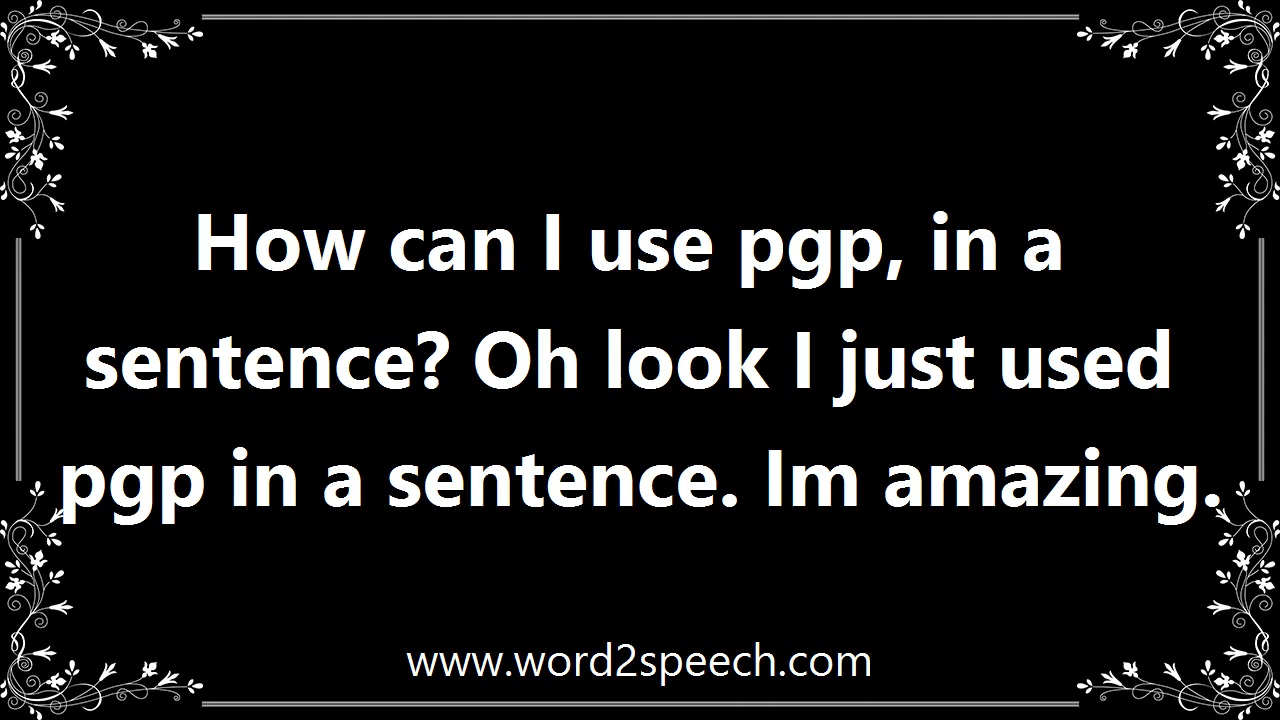 How can I use pgp, in a
sentence? Oh look I just used
pgp in a sentence. Im amazing.
www.word2speech.com